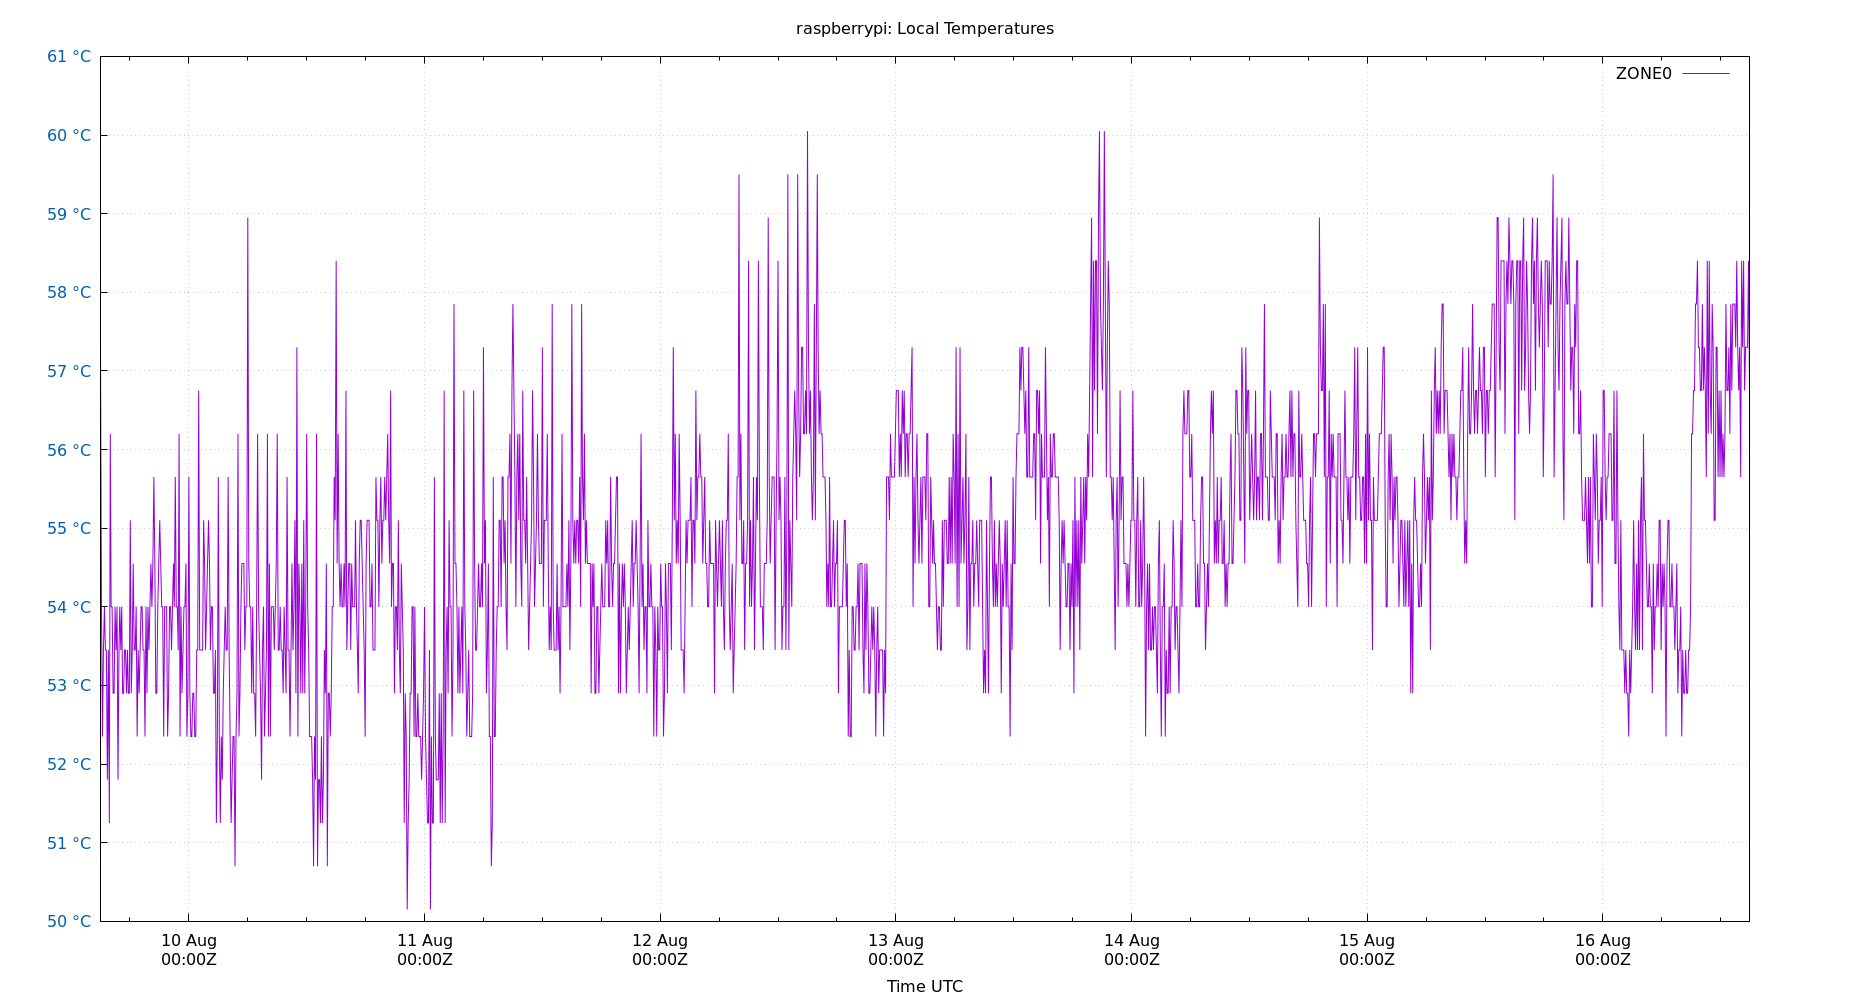 raspberrypi: Local Temperatures
61 °C
60 °C
59 °C
58 °C
57 °C
56 °C
55 °C
54 °C
53 °C
52 °C
51 °C
50 °C
ZONE0
10 Aug
00:00Z
11 Aug
00:00Z
12 Aug
00:00Z
13 Aug
00:00Z
14 Aug
00:00Z
15 Aug
00:00Z
16 Aug
00:00Z
Time UTC